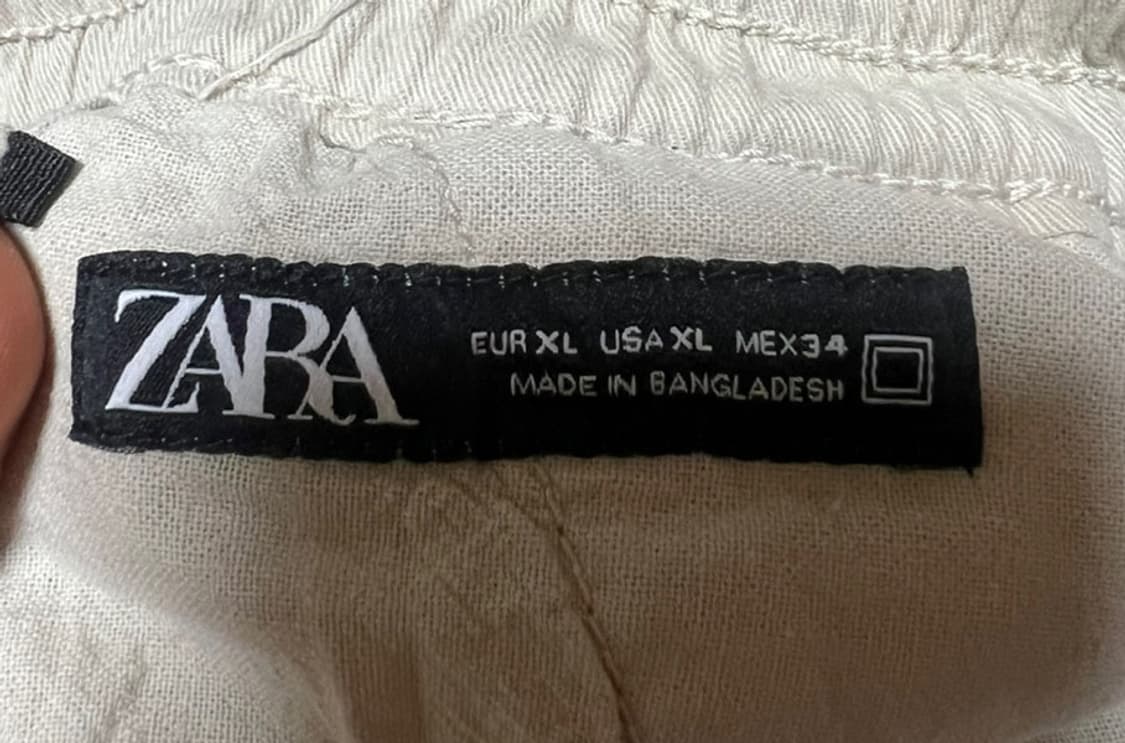 ZARA
EUR XL USA XL MEX 34
MADE IN BANGLADESH